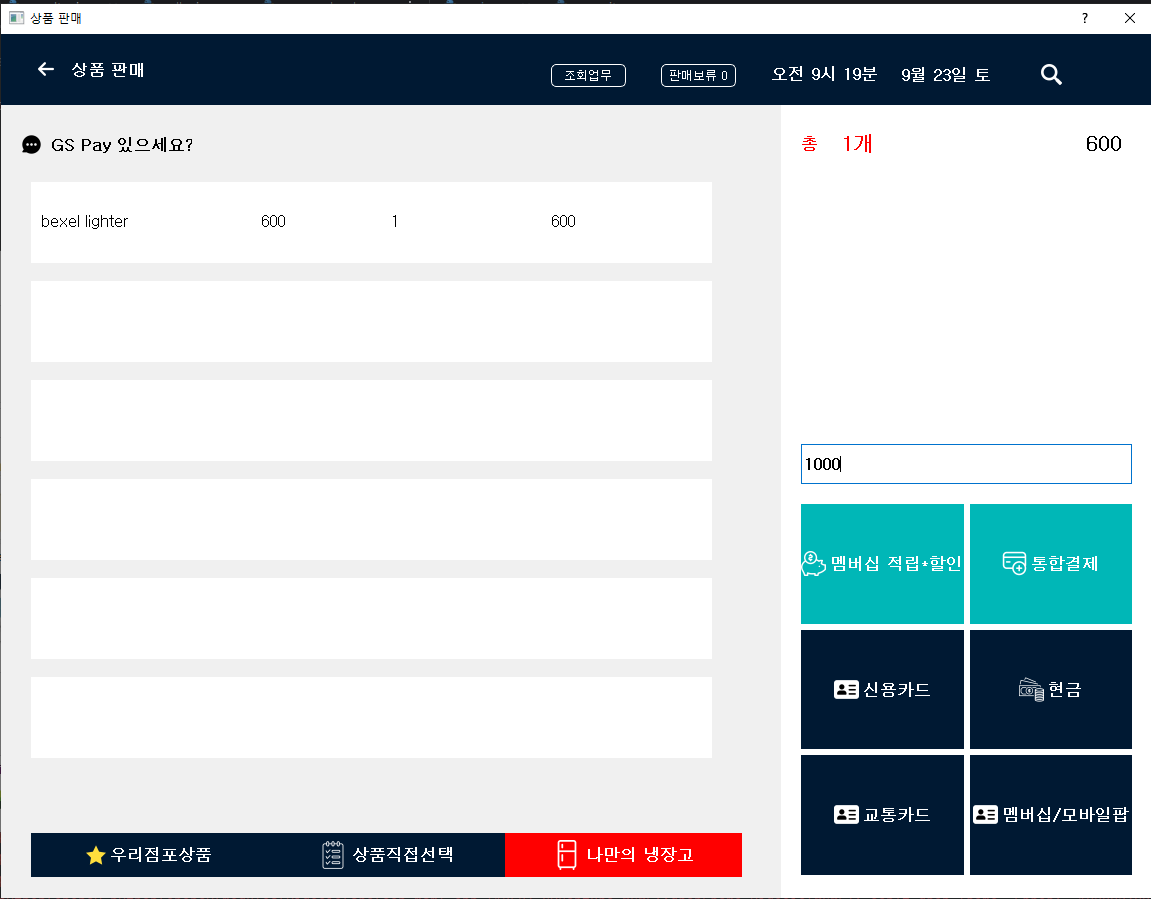 상품 판매
? ×
상품 판매 조회업무 판매보류 0 오전 9시 19분 9월 23일 토
GS Pay 있으세요?
총 1개 600
bexel lighter 600 1 600
1000
멤버십 적립*할인 통합결제
신용카드 현금
교통카드 멤버십/모바일팝
우리점포상품 상품직접선택 나만의 냉장고